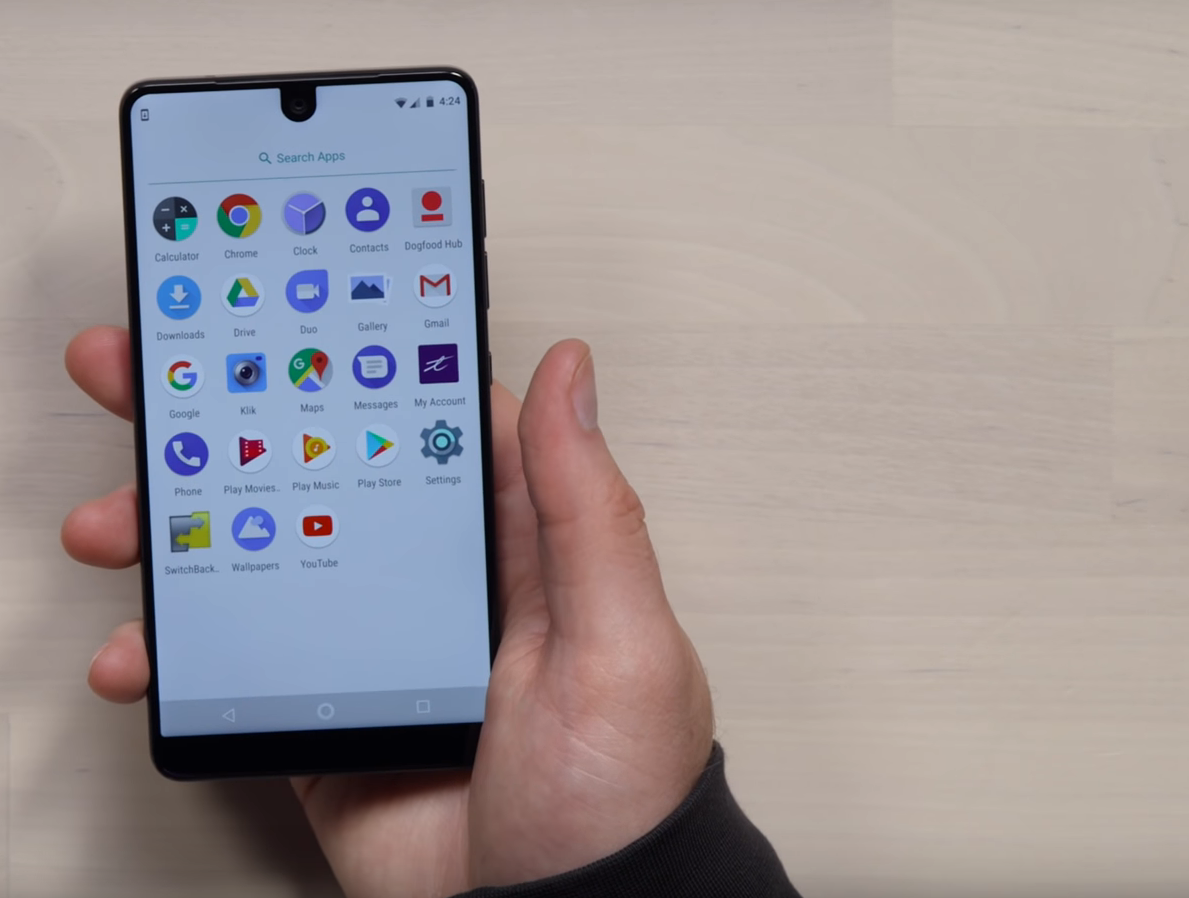 4:24
Search Apps
Calculator Chrome Clock Contacts Dogfood Hub
Downloads Drive Duo Gallery Gmail
Google Klik Maps Messages My Account
Phone Play Movies.. Play Music Play Store Settings
SwitchBack.. Wallpapers YouTube